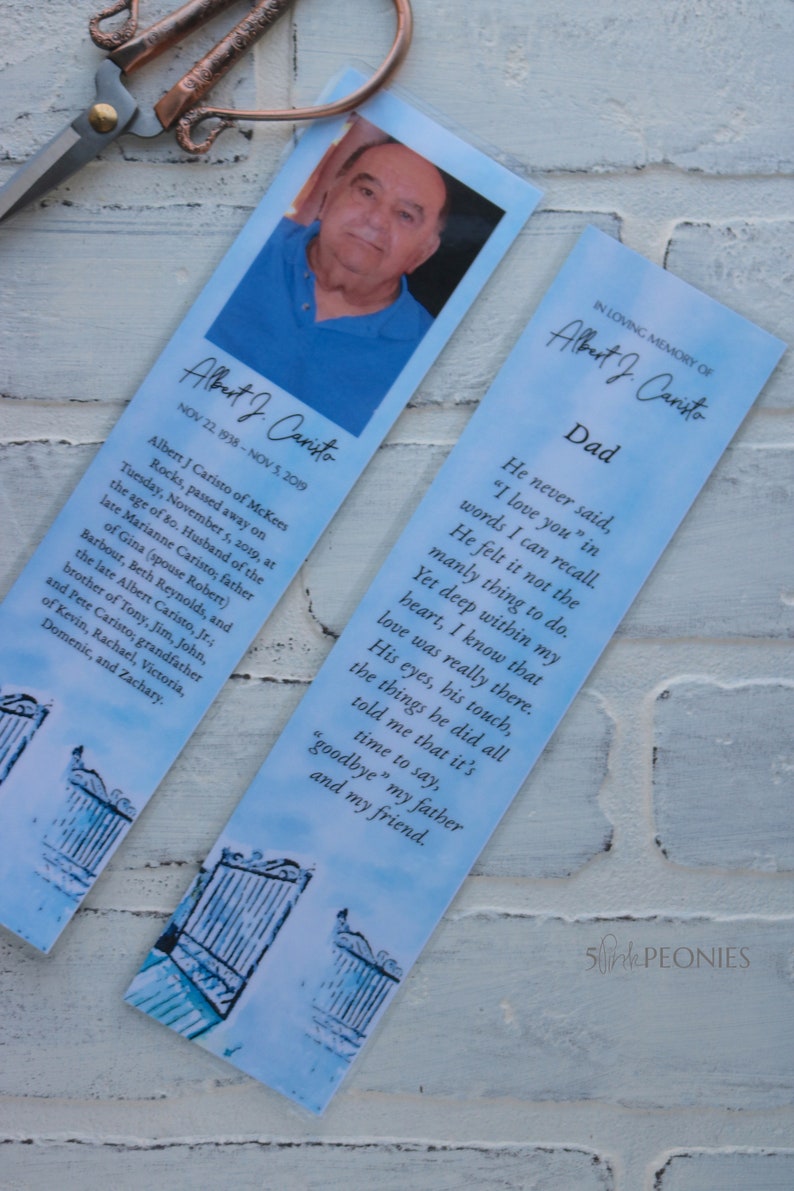 Albert J. Caristo
NOV 22, 1938 - NOV 5, 2019
Albert J Caristo of McKees
Rocks, passed away on
Tuesday, November 5, 2019, at
the age of 80. Husband of the
late Marianne Caristo; father
of Gina (spouse Robert)
Barbour, Beth Reynolds, and
the late Albert Caristo, Jr.;
brother of Tony, Jim, John,
and Pete Caristo; grandfather
of Kevin, Rachael, Victoria,
Domenic, and Zachary.
IN LOVING MEMORY OF
Albert J. Caristo
Dad
He never said,
"I love you" in
words I can recall.
He felt it not the
manly thing to do.
Yet deep within my
heart, I know that
love was really there.
His eyes, his touch,
the things he did all
told me that it's
time to say,
"goodbye" my father
and my friend.
5 Pink PEONIES